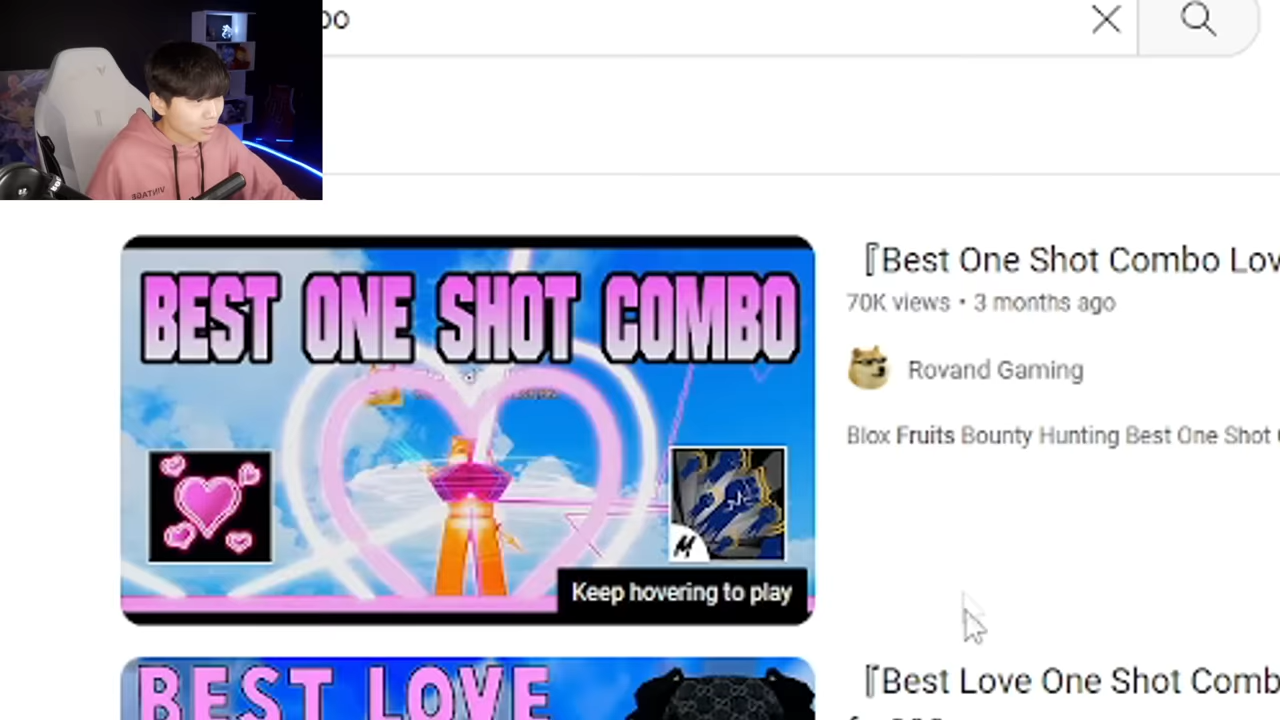 BEST ONE SHOT COMBO
Keep hovering to play
『Best One Shot Combo Lov
70K views • 3 months ago
Rovand Gaming
Blox Fruits Bounty Hunting Best One Shot
BEST LOVE
『Best Love One Shot Comb
VINTAGE